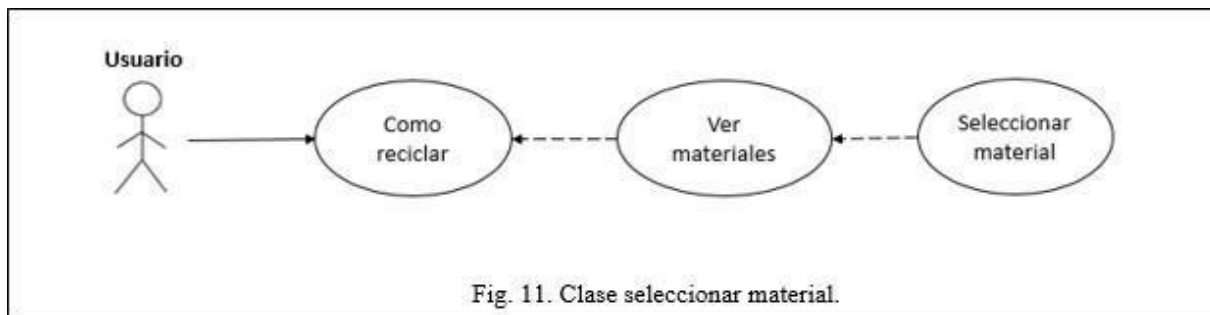 Usuario
Como
reciclar
Ver
materiales
Seleccionar
material
Fig. 11. Clase seleccionar material.